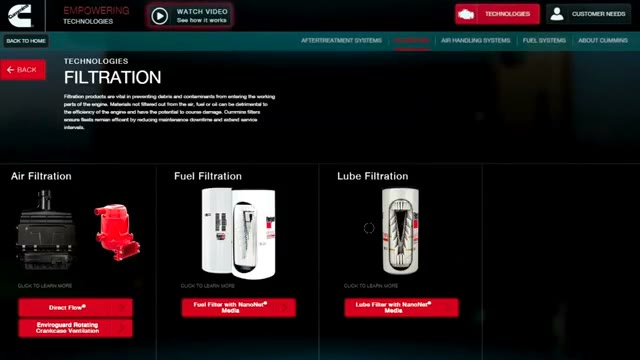 EMPOWERING
TECHNOLOGIES
WATCH VIDEO
See how it works
TECHNOLOGIES
CUSTOMER NEEDS
BACK TO HOME
AFTERTREATMENT SYSTEMS
AIR HANDLING SYSTEMS
FUEL SYSTEMS
ABOUT CUMMINS
BACK
TECHNOLOGIES
FILTRATION
Filtration products are vital in preventing debris and contaminants from entering the working
parts of the engine. Materials not filtered out from the air, fuel or oil can be detrimental to
the efficiency of the engine and have the potential to course damage. Cummins filters
ensure fleets remain efficient by reducing maintenance downtime and extend service
intervals.
Air Filtration
Fuel Filtration
Lube Filtration
CLICK TO LEARN MORE
CLICK TO LEARN MORE
CLICK TO LEARN MORE
Direct Flow®
Fuel Filter with NanoNet®
Media
Lube Filter with NanoNet®
Media
Enviroguard Rotating
Crankcase Ventilation